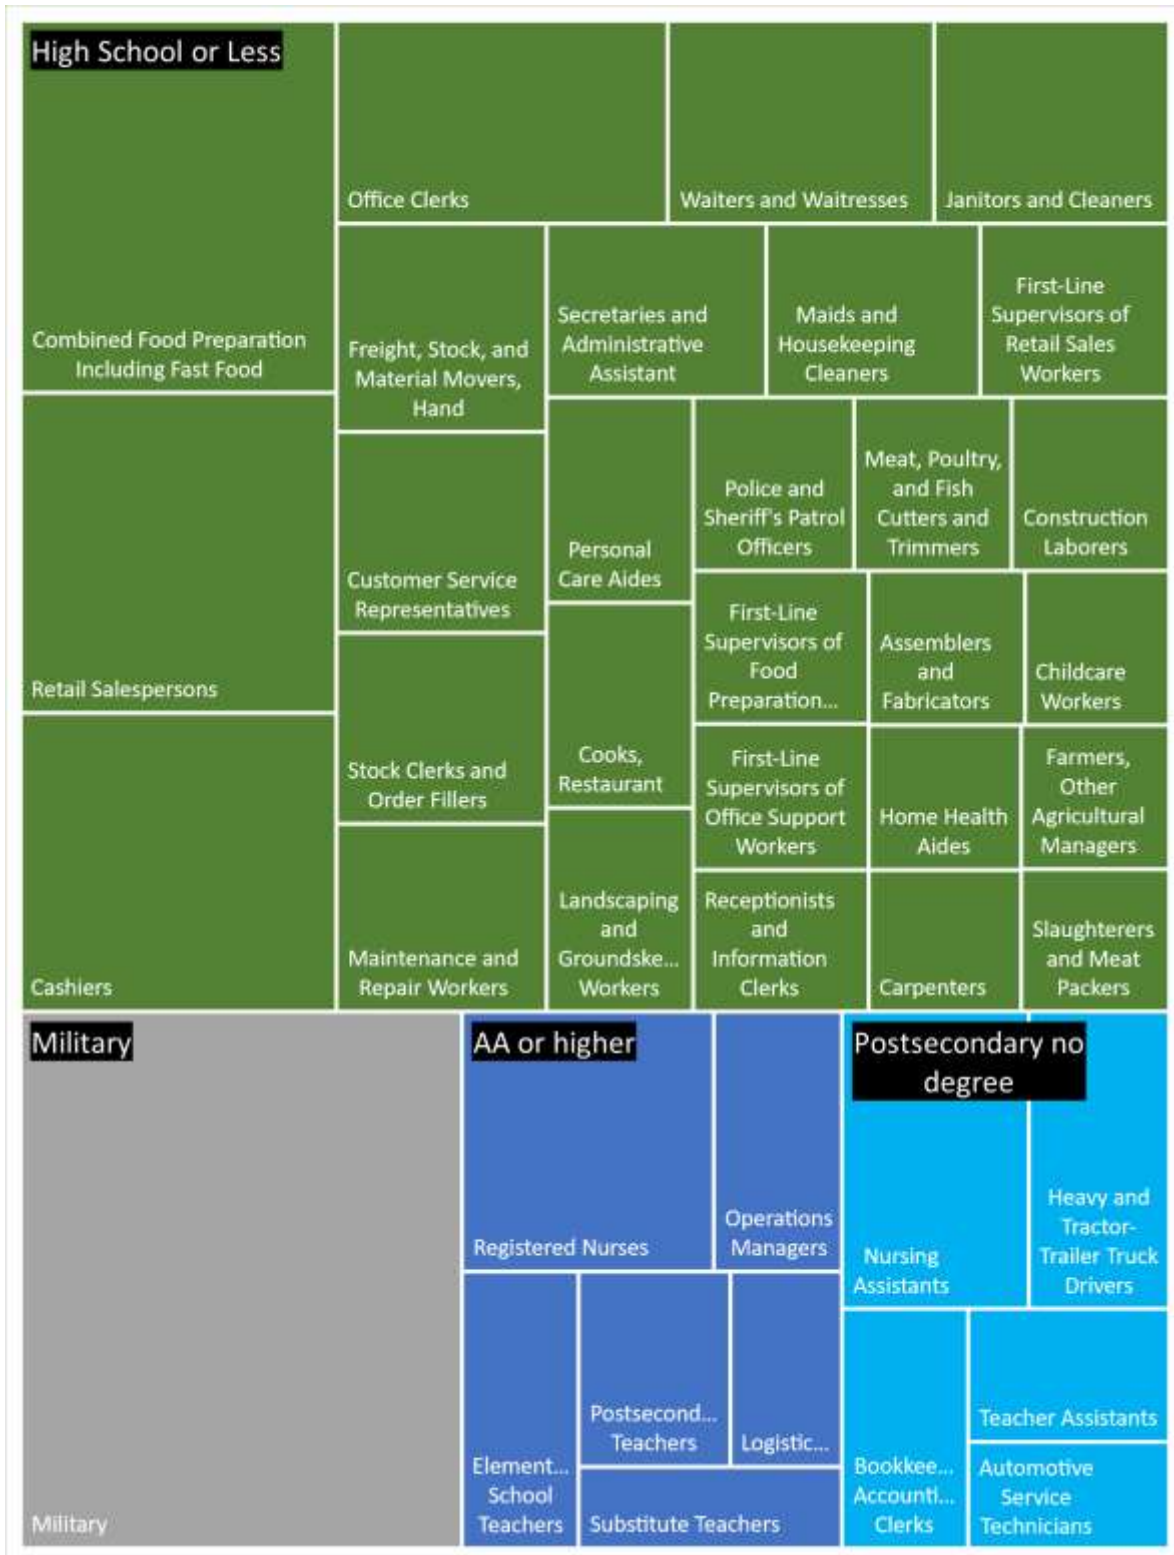 High School or Less
Combined Food Preparation
Including Fast Food
Retail Salespersons
Cashiers
Office Clerks
Waiters and Waitresses
Janitors and Cleaners
Freight, Stock, and
Material Movers,
Hand
Secretaries and
Administrative
Assistant
Maids and
Housekeeping
Cleaners
First-Line
Supervisors of
Retail Sales
Workers
Customer Service
Representatives
Stock Clerks and
Order Fillers
Maintenance and
Repair Workers
Personal
Care Aides
Cooks,
Restaurant
Landscaping
and
Groundske...
Workers
Police and
Sheriff's Patrol
Officers
Meat, Poultry,
and Fish
Cutters and
Trimmers
Construction
Laborers
First-Line
Supervisors of
Food
Preparation...
Assemblers
and
Fabricators
Childcare
Workers
First-Line
Supervisors of
Office Support
Workers
Home Health
Aides
Farmers,
Other
Agricultural
Managers
Receptionists
and
Information
Clerks
Carpenters
Slaughterers
and Meat
Packers
Military
Military
AA or higher
Registered Nurses
Operations
Managers
Element...
School
Teachers
Postsecond...
Teachers
Logistic...
Substitute Teachers
Postsecondary no
degree
Nursing
Assistants
Heavy and
Tractor-
Trailer Truck
Drivers
Bookkee...
Accounti...
Clerks
Teacher Assistants
Automotive
Service
Technicians